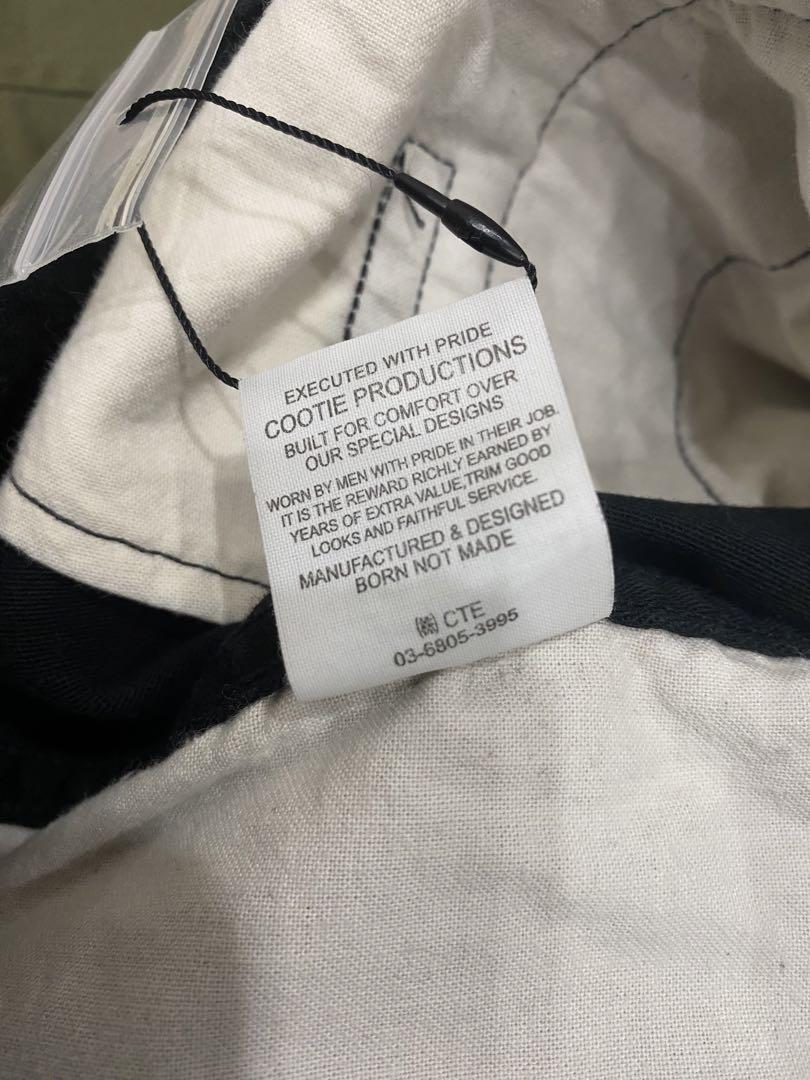 EXECUTED WITH PRIDE
COOTIE PRODUCTIONS
BUILT FOR COMFORT OVER
OUR SPECIAL DESIGNS
WORN BY MEN WITH PRIDE IN THEIR JOB.
IT IS THE REWARD RICHLY EARNED BY
YEARS OF EXTRA VALUE,TRIM GOOD
LOOKS AND FAITHFUL SERVICE.
MANUFACTURED & DESIGNED
BORN NOT MADE
㈱ CTE
03-6805-3995